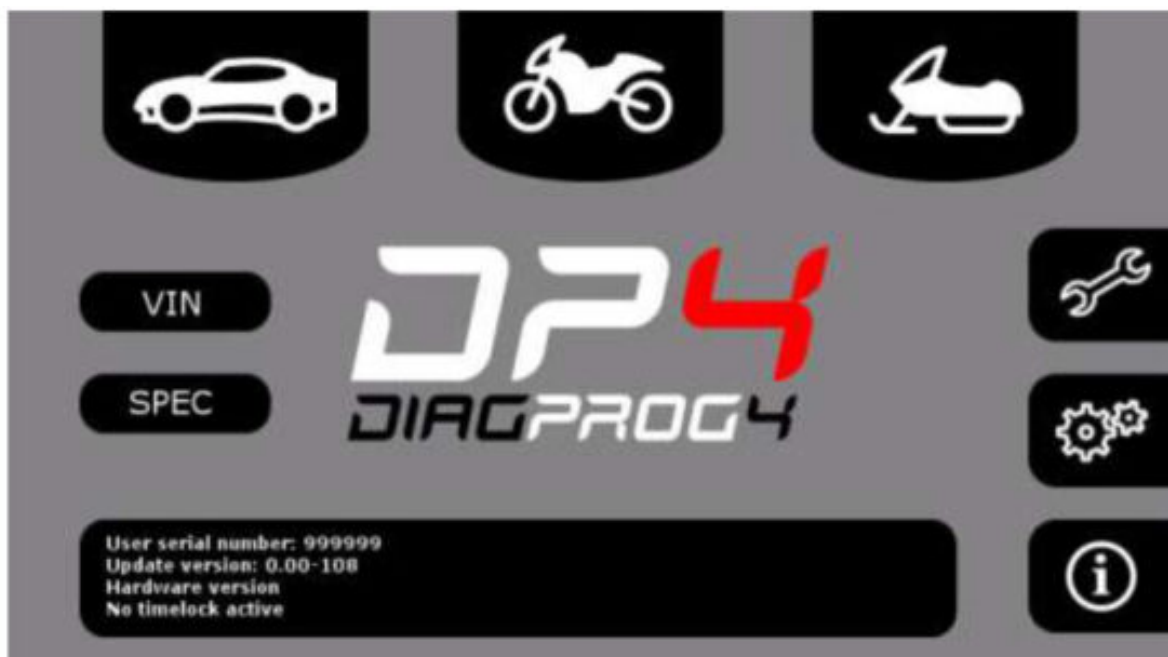 VIN
DP4
SPEC
DIAGPROG4
User serial number: 999999
Update version: 0.00-108
Hardware version
No timelock active